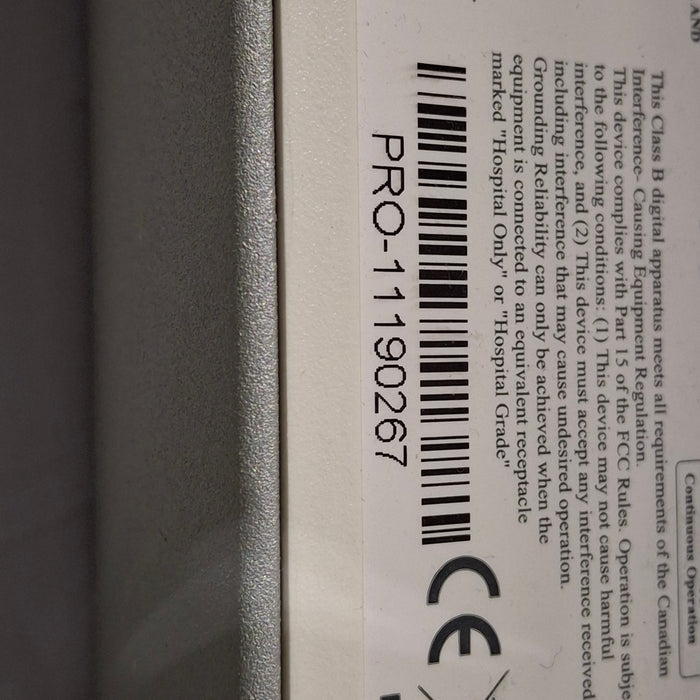 AND
Continuous Operation
This Class B digital apparatus meets all requirements of the Canadian
Interference- Causing Equipment Regulation.
This device complies with Part 15 of the FCC Rules. Operation is
to the following conditions: (1) This device may not cause harmful
interference, and (2) This device must accept any interference received
including interference that may cause undesired operation.
Grounding Reliability can only be achieved when the
equipment is connected to an equivalent receptacle
marked "Hospital Only" or "Hospital Grade"
PRO-11190267
CE